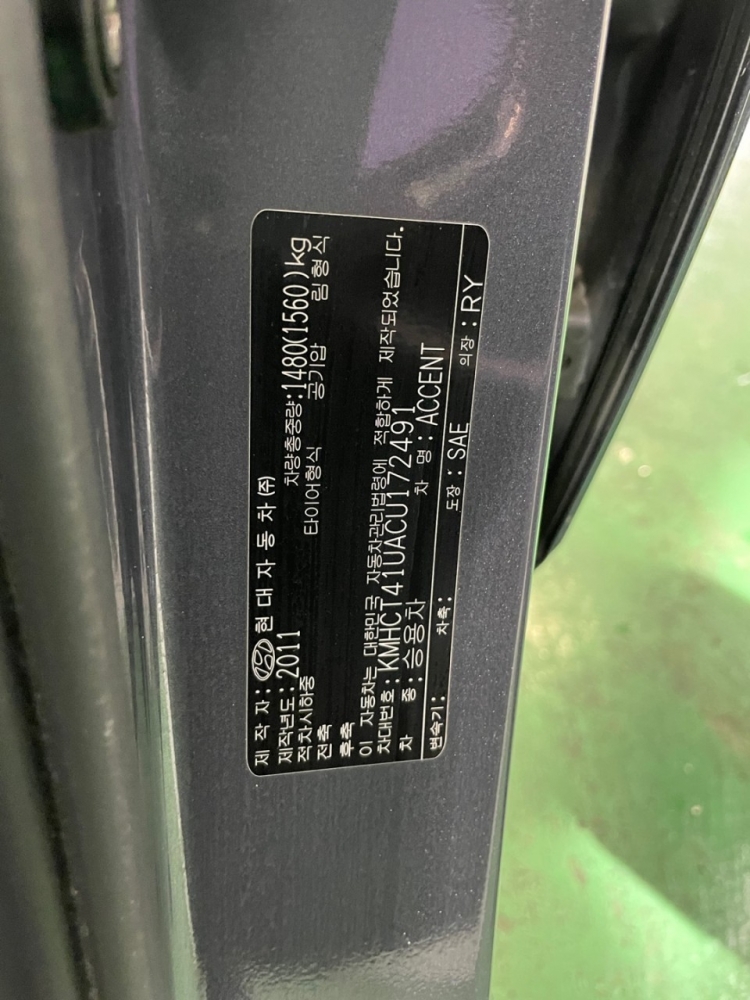 제 작 자 : 현 대 자 동 차 ㈜
제작년도 : 2011 차량총중량 : 1480(1560)kg
적차시하중 타이어형식 공기압 림형식
전축
후축
이 자동차는 대한민국 자동차관리법령에 적합하게 제작되었습니다.
차대번호 : KMHCT41UACU172491
차 종 : 승용차 차 명 : ACCENT
변속기 : 차축 : 도장 : SAE 의장 : RY